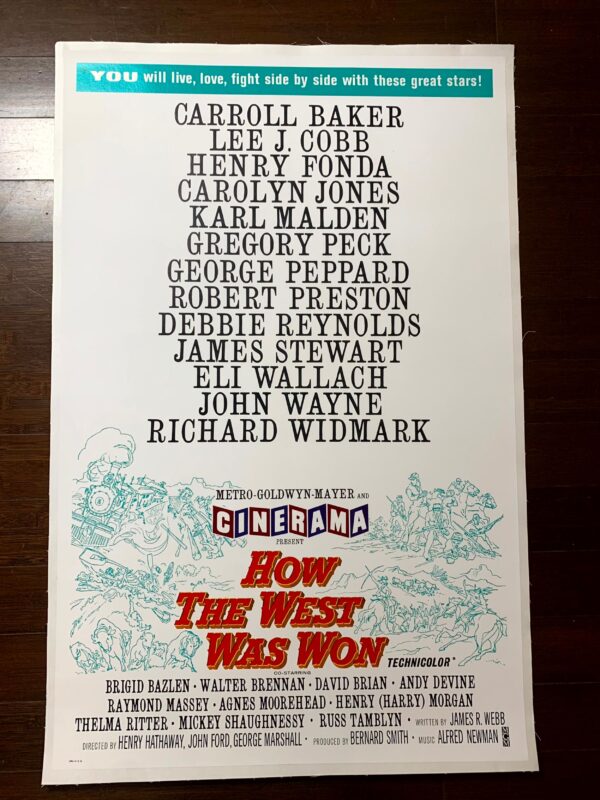 YOU will live, love, fight side by side with these great stars!
CARROLL BAKER
LEE J. COBB
HENRY FONDA
CAROLYN JONES
KARL MALDEN
GREGORY PECK
GEORGE PEPPARD
ROBERT PRESTON
DEBBIE REYNOLDS
JAMES STEWART
ELI WALLACH
JOHN WAYNE
RICHARD WIDMARK
METRO-GOLDWYN-MAYER AND
CINERAMA
PRESENT
HOW
THE WEST
WAS WON
TECHNICOLOR®
CO-STARRING
BRIGID BAZLEN • WALTER BRENNAN • DAVID BRIAN • ANDY DEVINE
RAYMOND MASSEY • AGNES MOOREHEAD • HENRY (HARRY) MORGAN
THELMA RITTER • MICKEY SHAUGHNESSY • RUSS TAMBLYN • WRITTEN BY JAMES R. WEBB
DIRECTED BY HENRY HATHAWAY, JOHN FORD, GEORGE MARSHALL • PRODUCED BY BERNARD SMITH • MUSIC ALFRED NEWMAN